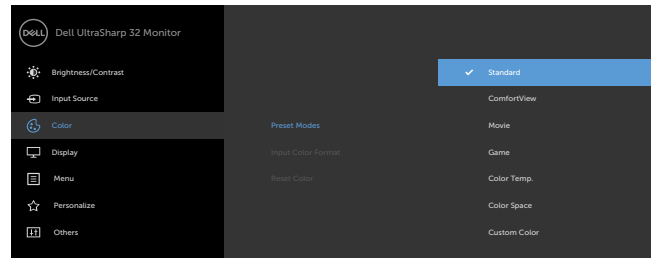 DELL
Dell UltraSharp 32 Monitor
Brightness/Contrast
Input Source
Color
Display
Menu
Personalize
Others
Preset Modes
Input Color Format
Reset Color
Standard
ComfortView
Movie
Game
Color Temp.
Color Space
Custom Color